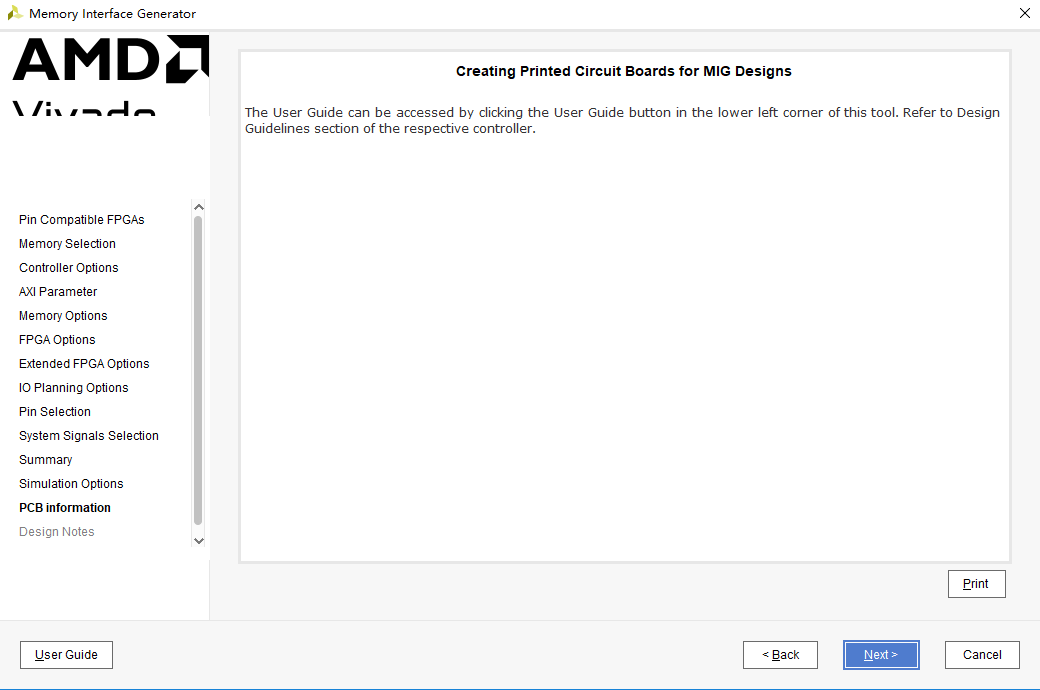 Memory Interface Generator
AMD
Vivado
Pin Compatible FPGAs
Memory Selection
Controller Options
AXI Parameter
Memory Options
FPGA Options
Extended FPGA Options
IO Planning Options
Pin Selection
System Signals Selection
Summary
Simulation Options
PCB information
Design Notes
Creating Printed Circuit Boards for MIG Designs
The User Guide can be accessed by clicking the User Guide button in the lower left corner of this tool. Refer to Design
Guidelines section of the respective controller.
Print
User Guide
< Back
Next >
Cancel